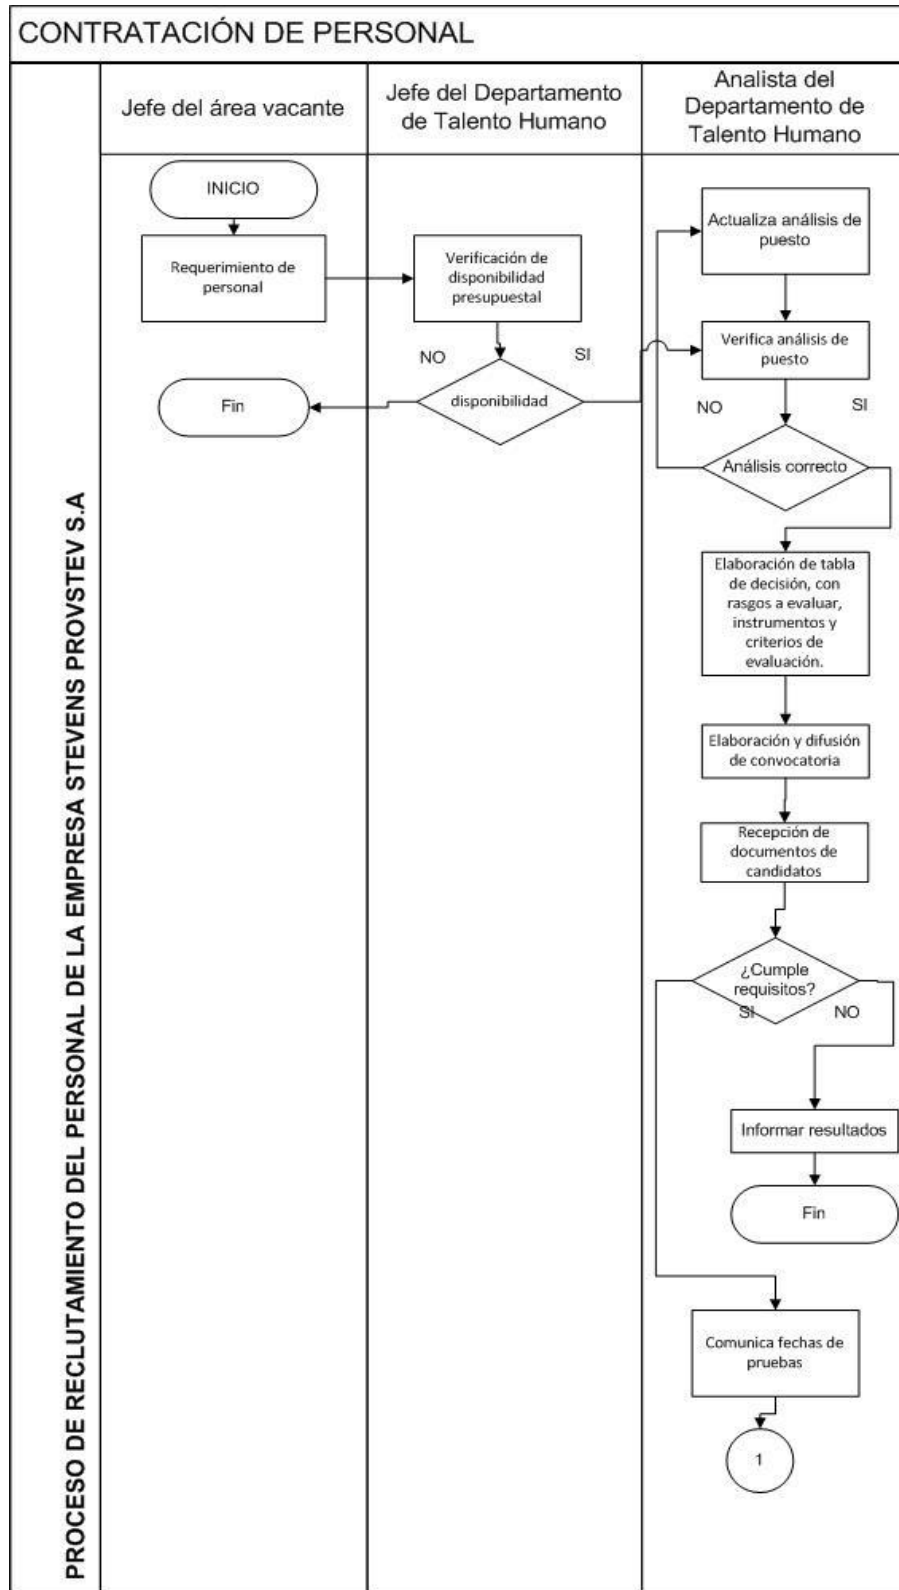 CONTRATACIÓN DE PERSONAL
PROCESO DE RECLUTAMIENTO DEL PERSONAL DE LA EMPRESA STEVENS PROVSTEV S.A
Jefe del área vacante
Jefe del Departamento
de Talento Humano
Analista del
Departamento de
Talento Humano
INICIO
Requerimiento de
personal
Verificación de
disponibilidad
presupuestal
Actualiza análisis de
puesto
NO
SI
disponibilidad
Fin
Verifica análisis de
puesto
NO
SI
Análisis correcto
Elaboración de tabla
de decisión, con
rasgos a evaluar,
instrumentos y
criterios de
evaluación.
Elaboración y difusión
de convocatoria
Recepción de
documentos de
candidatos
¿Cumple
requisitos?
SI
NO
Informar resultados
Fin
Comunica fechas de
pruebas
1